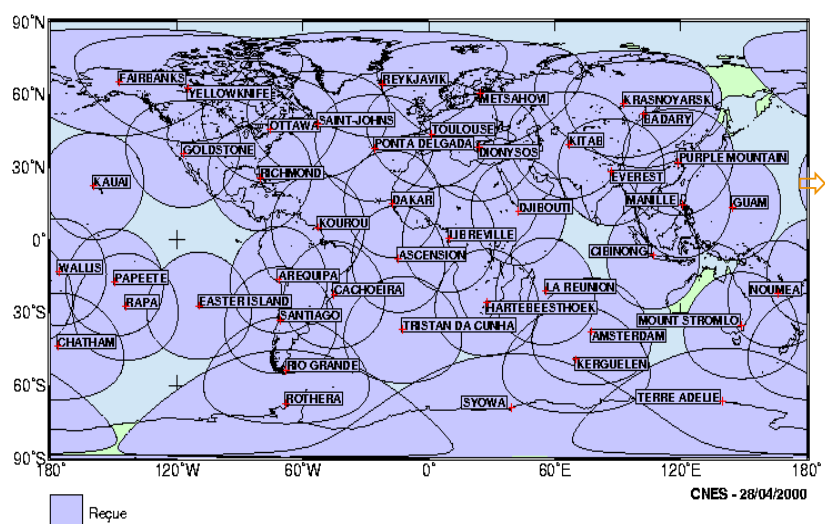 90°N
FAIRBANKS
REYKJAVIK
YELLOWKNIFE
METSAHOVI
KRASNOYARSK
60°N
BADARY
OTTAWA
SAINT-JOHNS
TOULOUSE
GOLDSTONE
PONTA DELGADA
DIONYSOS
KITAB
PURPLE MOUNTAIN
30°N
RICHMOND
EVEREST
KAUAI
DAKAR
DJIBOUTI
MANILLE
GUAM
KOUROU
LIBREVILLE
0°
ASCENSION
CIBINONG
WALLIS
PAPEETE
AREQUIPA
CACHOEIRA
LA REUNION
NOUMEA
RAPA
EASTER ISLAND
HARTEBEESTHOEK
30°S
SANTIAGO
TRISTAN DA CUNHA
MOUNT STROMLO
CHATHAM
AMSTERDAM
RIO GRANDE
KERGUELEN
60°S
ROTHERA
SYOWA
TERRE ADELIE
90°S
180° 120°W 60°W 0° 60°E 120°E 180°
CNES - 28/04/2000
Reçue